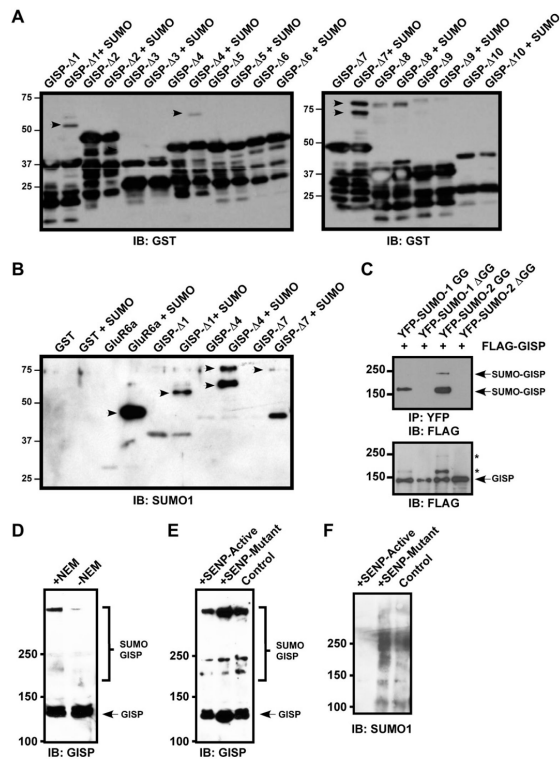 A
GISP-Δ1
GISP-Δ1+ SUMO
GISP-Δ2
GISP-Δ2 + SUMO
GISP-Δ3
GISP-Δ3 + SUMO
GISP-Δ4
GISP-Δ4 + SUMO
GISP-Δ5
GISP-Δ5 + SUMO
GISP-Δ6
GISP-Δ6 + SUMO
75
50
37
25
IB: GST
GISP-Δ7
GISP-Δ7+ SUMO
GISP-Δ8
GISP-Δ8 + SUMO
GISP-Δ9
GISP-Δ9 + SUMO
GISP-Δ10
GISP-Δ10 + SUMO
75
50
37
25
IB: GST
B
GST
GST + SUMO
GluR6a
GluR6a + SUMO
GISP-Δ1
GISP-Δ1+ SUMO
GISP-Δ4
GISP-Δ4 + SUMO
GISP-Δ7
GISP-Δ7 + SUMO
75
50
37
25
IB: SUMO1
C
YFP-SUMO-1 GG
YFP-SUMO-1 ΔGG
YFP-SUMO-2 GG
YFP-SUMO-2 ΔGG
+ + + + FLAG-GISP
250
150
SUMO-GISP
SUMO-GISP
IP: YFP
IB: FLAG
250
150
*
*
GISP
IB: FLAG
D
+NEM
-NEM
250
150
100
SUMO
GISP
GISP
IB: GISP
E
+SENP-Active
+SENP-Mutant
Control
250
150
100
SUMO
GISP
GISP
IB: GISP
F
+SENP-Active
+SENP-Mutant
Control
250
150
100
IB: SUMO1